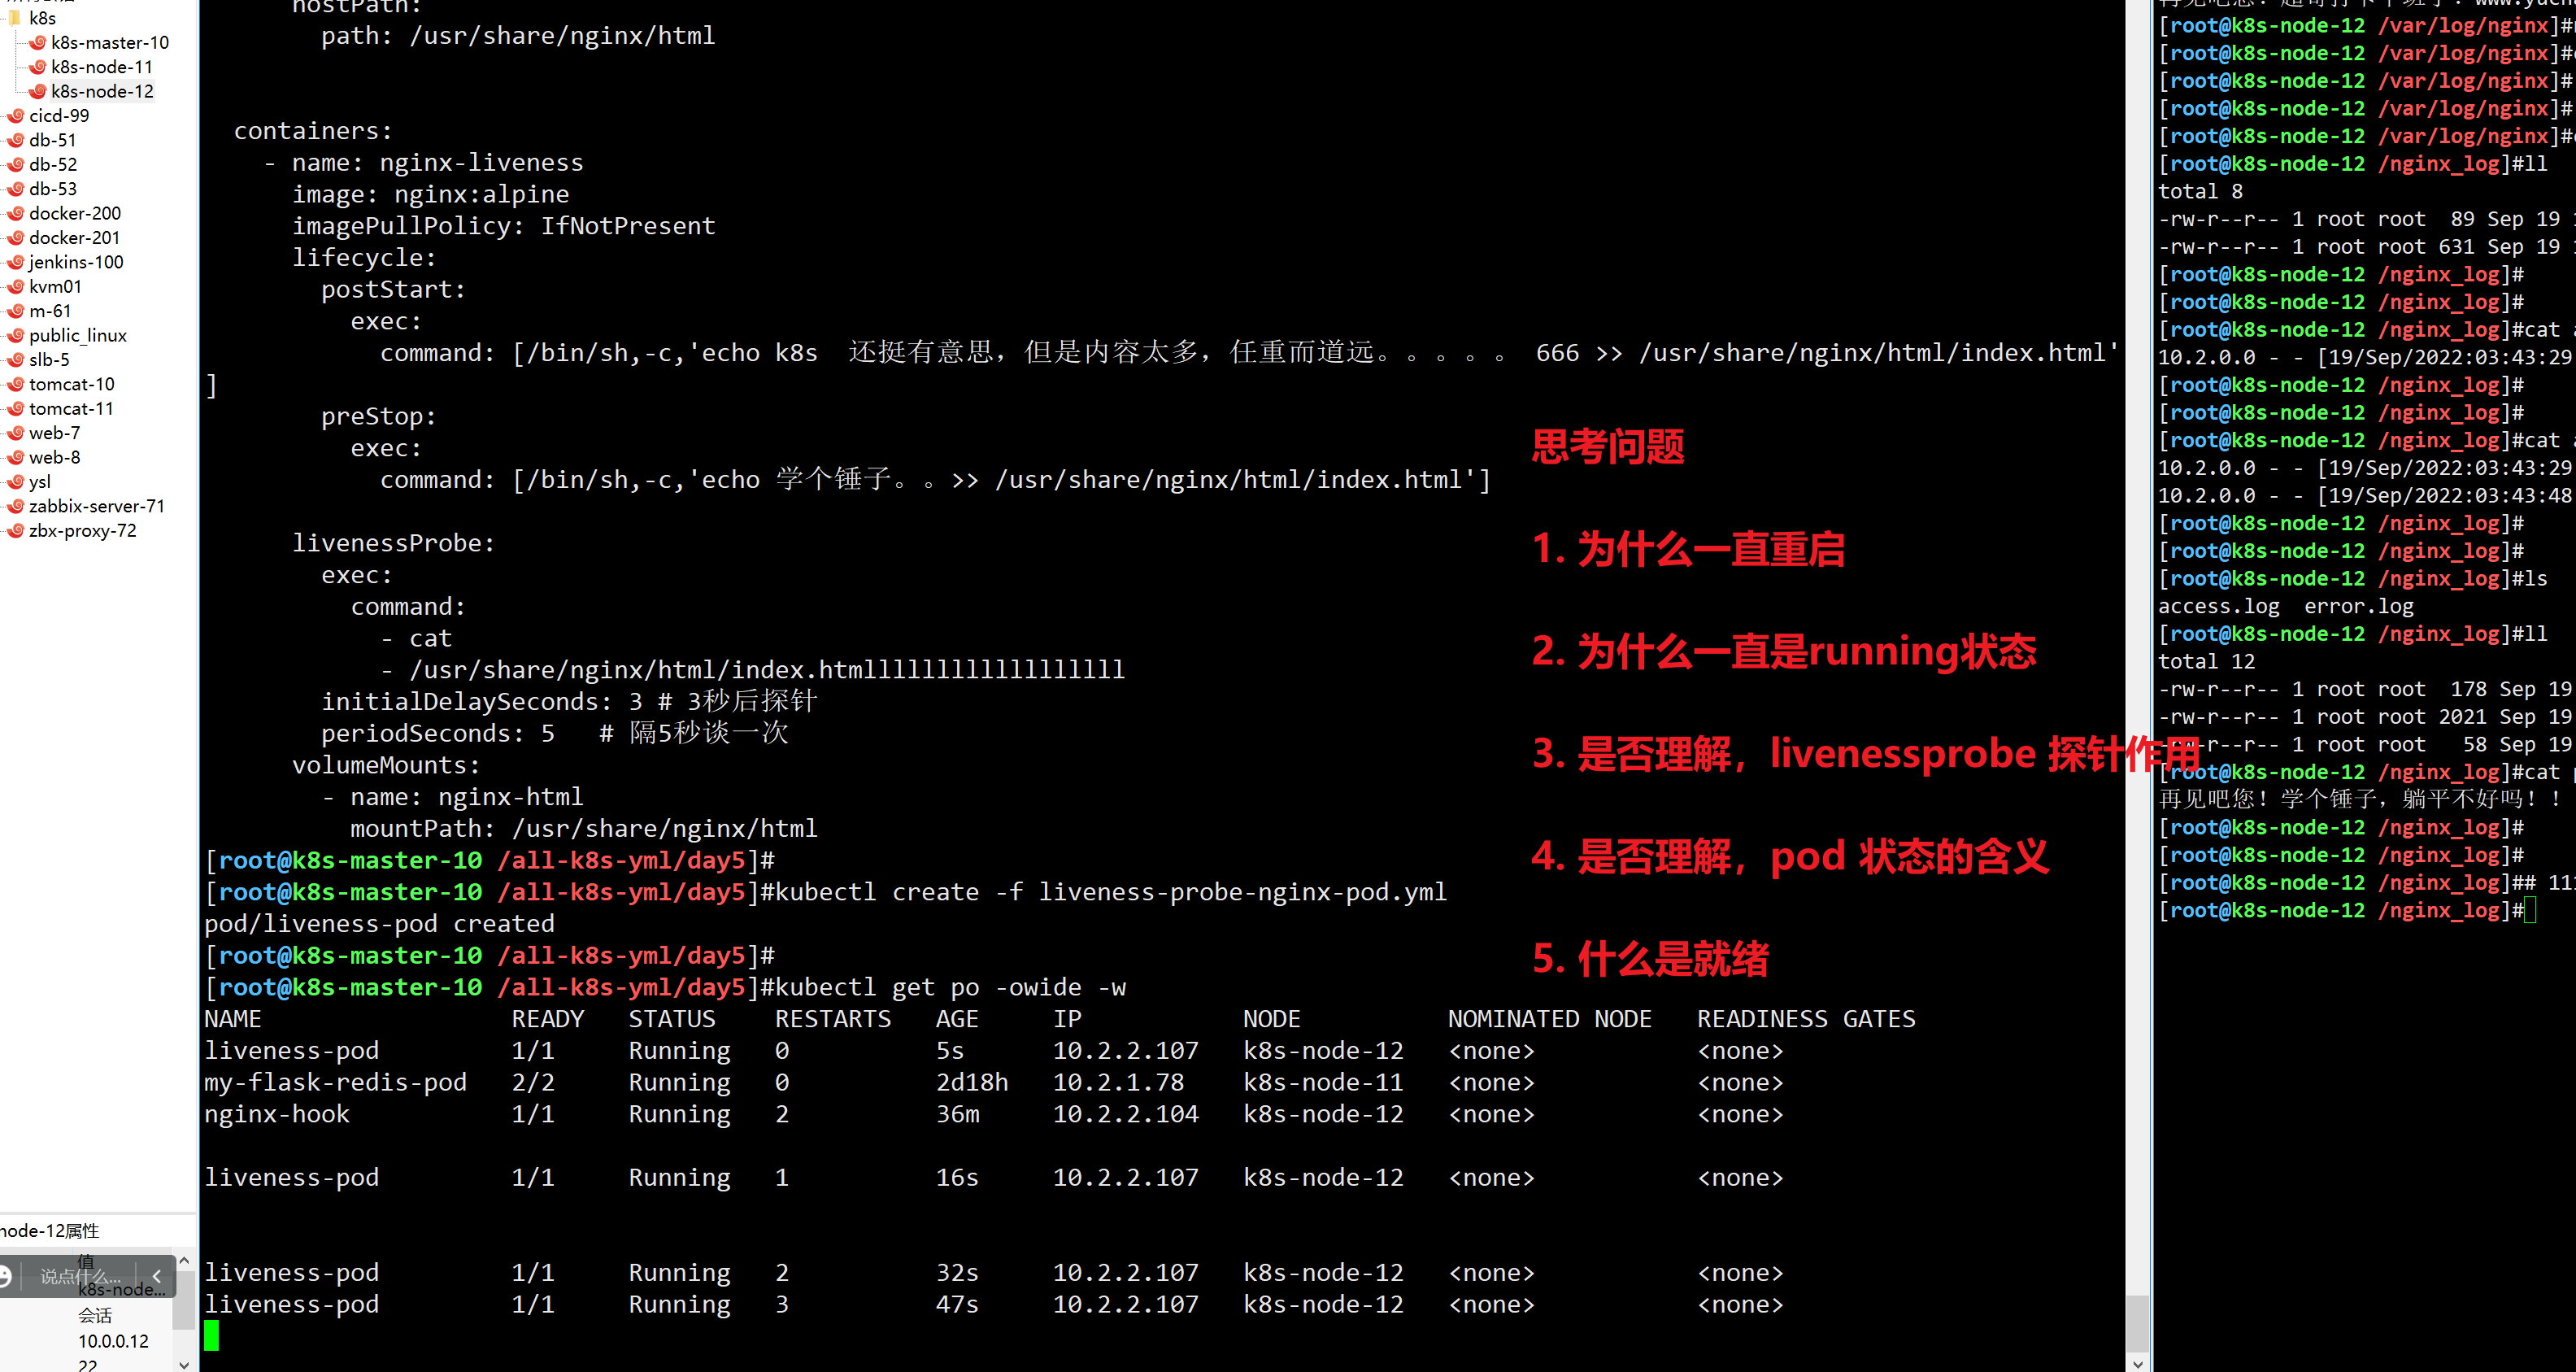 k8s
k8s-master-10
k8s-node-11
k8s-node-12
cicd-99
db-51
db-52
db-53
docker-200
docker-201
jenkins-100
kvm01
m-61
public_linux
slb-5
tomcat-10
tomcat-11
web-7
web-8
ysl
zabbix-server-71
zbx-proxy-72
node-12属性
值
说点什么...
k8s-node...
会话
10.0.0.12
22
hostPath:
path: /usr/share/nginx/html
containers:
- name: nginx-liveness
image: nginx:alpine
imagePullPolicy: IfNotPresent
lifecycle:
postStart:
exec:
command: [/bin/sh,-c,'echo k8s  还挺有意思，但是内容太多，任重而道远。。。。。 666 >> /usr/share/nginx/html/index.html'
]
preStop:
exec:
command: [/bin/sh,-c,'echo 学个锤子。。>> /usr/share/nginx/html/index.html']
livenessProbe:
exec:
command:
- cat
- /usr/share/nginx/html/index.htmllllllllllllllllll
initialDelaySeconds: 3 # 3秒后探针
periodSeconds: 5   # 隔5秒谈一次
volumeMounts:
- name: nginx-html
mountPath: /usr/share/nginx/html
[root@k8s-master-10 /all-k8s-yml/day5]#
[root@k8s-master-10 /all-k8s-yml/day5]#kubectl create -f liveness-probe-nginx-pod.yml
pod/liveness-pod created
[root@k8s-master-10 /all-k8s-yml/day5]#
[root@k8s-master-10 /all-k8s-yml/day5]#kubectl get po -owide -w
NAME READY STATUS RESTARTS AGE IP NODE NOMINATED NODE READINESS GATES
liveness-pod 1/1 Running 0 5s 10.2.2.107 k8s-node-12 <none> <none>
my-flask-redis-pod 2/2 Running 0 2d18h 10.2.1.78 k8s-node-11 <none> <none>
nginx-hook 1/1 Running 2 36m 10.2.2.104 k8s-node-12 <none> <none>
liveness-pod 1/1 Running 1 16s 10.2.2.107 k8s-node-12 <none> <none>
liveness-pod 1/1 Running 2 32s 10.2.2.107 k8s-node-12 <none> <none>
liveness-pod 1/1 Running 3 47s 10.2.2.107 k8s-node-12 <none> <none>
思考问题
1. 为什么一直重启
2. 为什么一直是running状态
3. 是否理解，livenessprobe 探针作用
4. 是否理解，pod 状态的含义
5. 什么是就绪
[root@k8s-node-12 /var/log/nginx]#
[root@k8s-node-12 /var/log/nginx]#
[root@k8s-node-12 /var/log/nginx]#
[root@k8s-node-12 /var/log/nginx]#
[root@k8s-node-12 /var/log/nginx]#
[root@k8s-node-12 /nginx_log]#ll
total 8
-rw-r--r-- 1 root root  89 Sep 19
-rw-r--r-- 1 root root 631 Sep 19
[root@k8s-node-12 /nginx_log]#
[root@k8s-node-12 /nginx_log]#
[root@k8s-node-12 /nginx_log]#cat
10.2.0.0 - - [19/Sep/2022:03:43:29
[root@k8s-node-12 /nginx_log]#
[root@k8s-node-12 /nginx_log]#
[root@k8s-node-12 /nginx_log]#cat
10.2.0.0 - - [19/Sep/2022:03:43:29
10.2.0.0 - - [19/Sep/2022:03:43:48
[root@k8s-node-12 /nginx_log]#
[root@k8s-node-12 /nginx_log]#
[root@k8s-node-12 /nginx_log]#ls
access.log  error.log
[root@k8s-node-12 /nginx_log]#ll
total 12
-rw-r--r-- 1 root root  178 Sep 19
-rw-r--r-- 1 root root 2021 Sep 19
-rw-r--r-- 1 root root   58 Sep 19
[root@k8s-node-12 /nginx_log]#cat
再见吧您！学个锤子，躺平不好吗！！
[root@k8s-node-12 /nginx_log]#
[root@k8s-node-12 /nginx_log]#
[root@k8s-node-12 /nginx_log]## 11
[root@k8s-node-12 /nginx_log]#